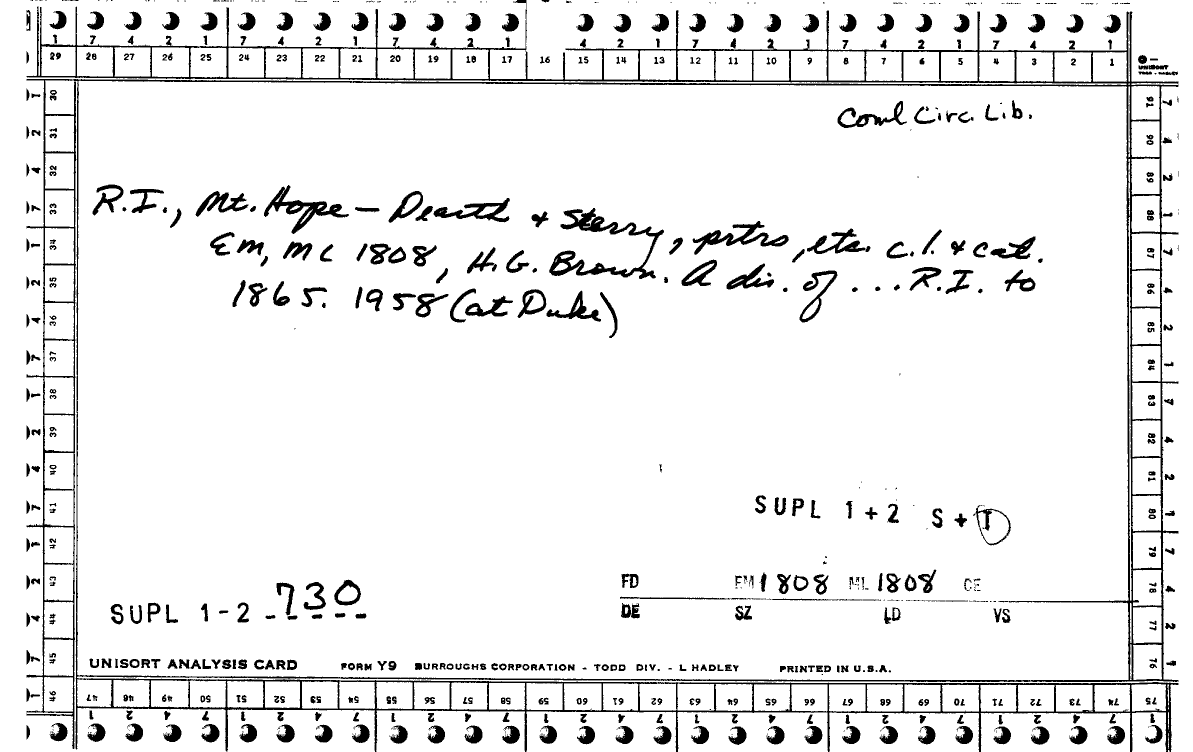 1 7 4 2 1 7 4 2 1 7 4 2 1 4 2 1 7 4 2 1 7 4 2 1 7 4 2 1
29 28 27 26 25 24 23 22 21 20 19 18 17 16 15 14 13 12 11 10 9 8 7 6 5 4 3 2 1
UNISORT
TODD - HADLEY
Coml Circ. Lib.
R.I., Mt. Hope - Dearth + Sterry, prtrs, etc. c.l. & cat.
Em, ML 1808, H.G. Brown. A dir. of ... R.I. to
1865. 1958 (at Duke)
SUPL 1+2 S+T
FD EM 1808 ML 1808 CE
SUPL 1-2 730
DE SZ LD VS
UNISORT ANALYSIS CARD FORM Y9 BURROUGHS CORPORATION - TODD DIV. - L HADLEY PRINTED IN U.S.A.
30 31 32 33 34 35 36 37 38 39 40 41 42 43 44 45 46
47 48 49 50 51 52 53 54 55 56 57 58 59 60 61 62 63 64 65 66 67 68 69 70 71 72 73 74 75
76 77 78 79 80 81 82 83 84 85 86 87 88 89 90 91